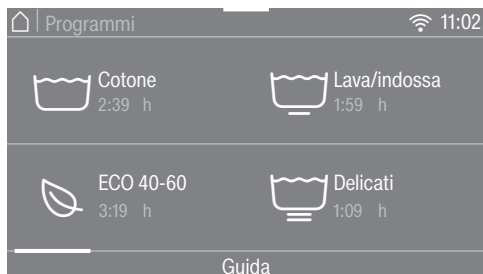 Programmi 11:02
Cotone
2:39 h
Lava/indossa
1:59 h
ECO 40-60
3:19 h
Delicati
1:09 h
Guida